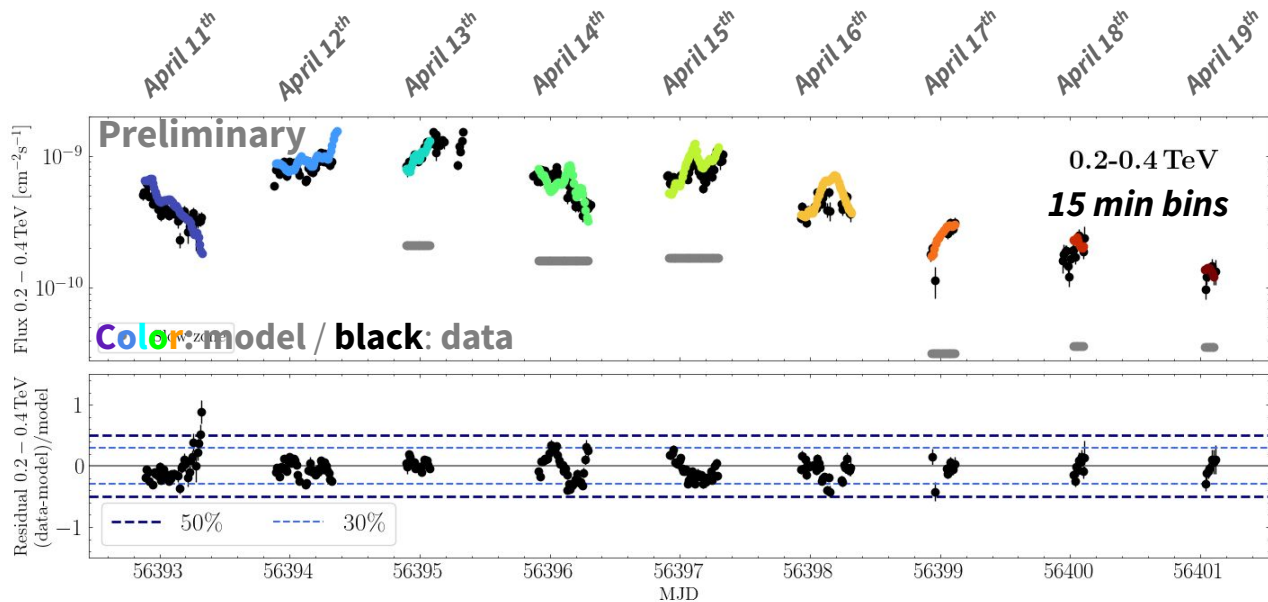 April 11th April 12th April 13th April 14th April 15th April 16th April 17th April 18th April 19th
Preliminary
0.2-0.4 TeV
15 min bins
Flux 0.2 − 0.4 TeV [cm⁻²s⁻¹]
10⁻⁹
10⁻¹⁰
Color: model / black: data
zone
Residual 0.2 − 0.4 TeV
(data-model)/model
1
0
−1
50% 30%
56393 56394 56395 56396 56397 56398 56399 56400 56401
MJD